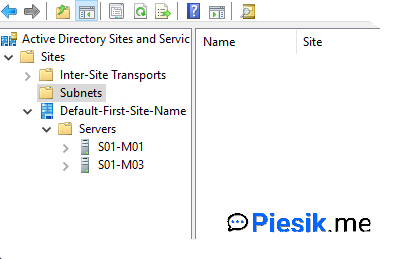 Active Directory Sites and Servic
Name
Site
Sites
Inter-Site Transports
Subnets
Default-First-Site-Name
Servers
S01-M01
S01-M03
Piesik.me